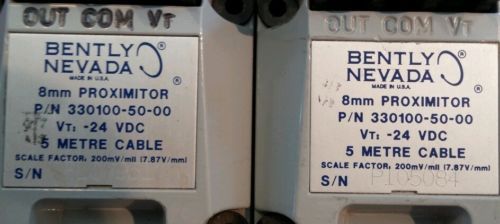 OUT COM VT
BENTLY
NEVADA ®
MADE IN U.S.A.
8mm PROXIMITOR
P/N 330100-50-00
VT: -24 VDC
5 METRE CABLE
SCALE FACTOR: 200mV/mil (7.87V/mm)
S/N
OUT COM VT
BENTLY
NEVADA ®
MADE IN U.S.A.
8mm PROXIMITOR
P/N 330100-50-00
VT: -24 VDC
5 METRE CABLE
SCALE FACTOR: 200mV/mil (7.87V/mm)
S/N